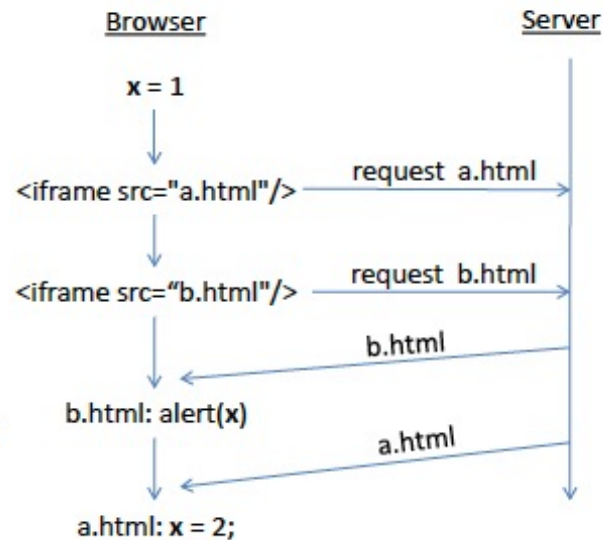 Browser
Server
x = 1
<iframe src="a.html"/>
request a.html
<iframe src=“b.html"/>
request b.html
b.html
b.html: alert(x)
a.html
a.html: x = 2;